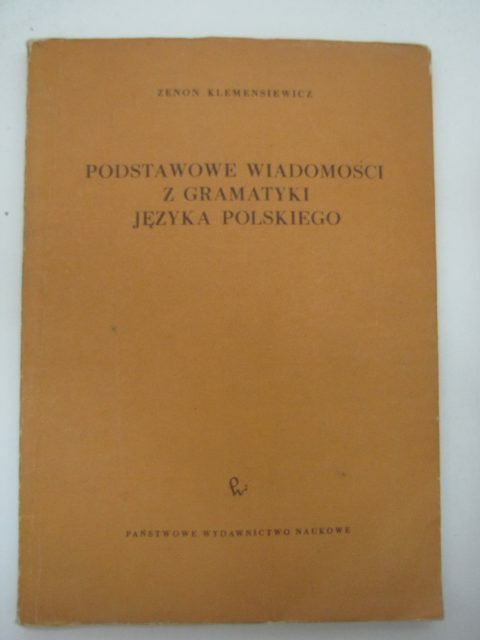 ZENON KLEMENSIEWICZ
PODSTAWOWE WIADOMOŚCI
Z GRAMATYKI
JĘZYKA POLSKIEGO
PAŃSTWOWE WYDAWNICTWO NAUKOWE